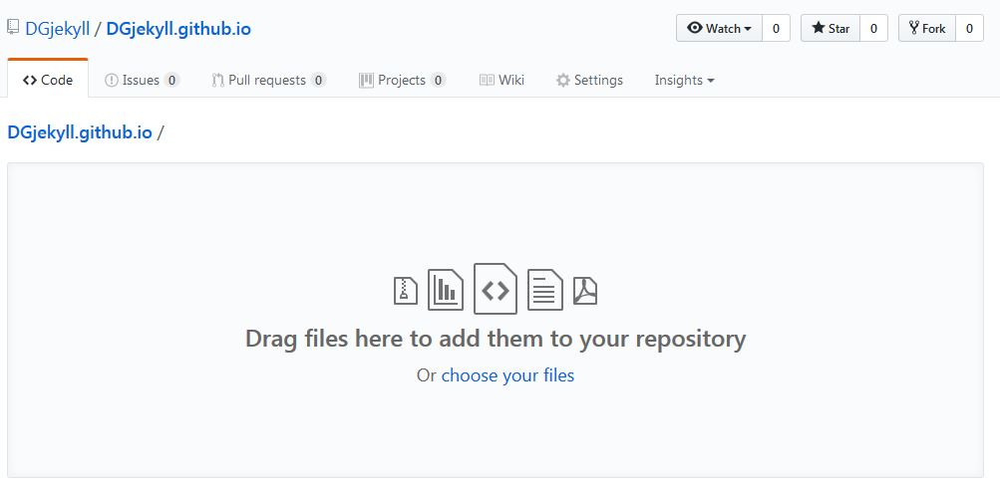 DGjekyll / DGjekyll.github.io
Watch 0 Star 0 Fork 0
Code Issues 0 Pull requests 0 Projects 0 Wiki Settings Insights
DGjekyll.github.io /
Drag files here to add them to your repository
Or choose your files